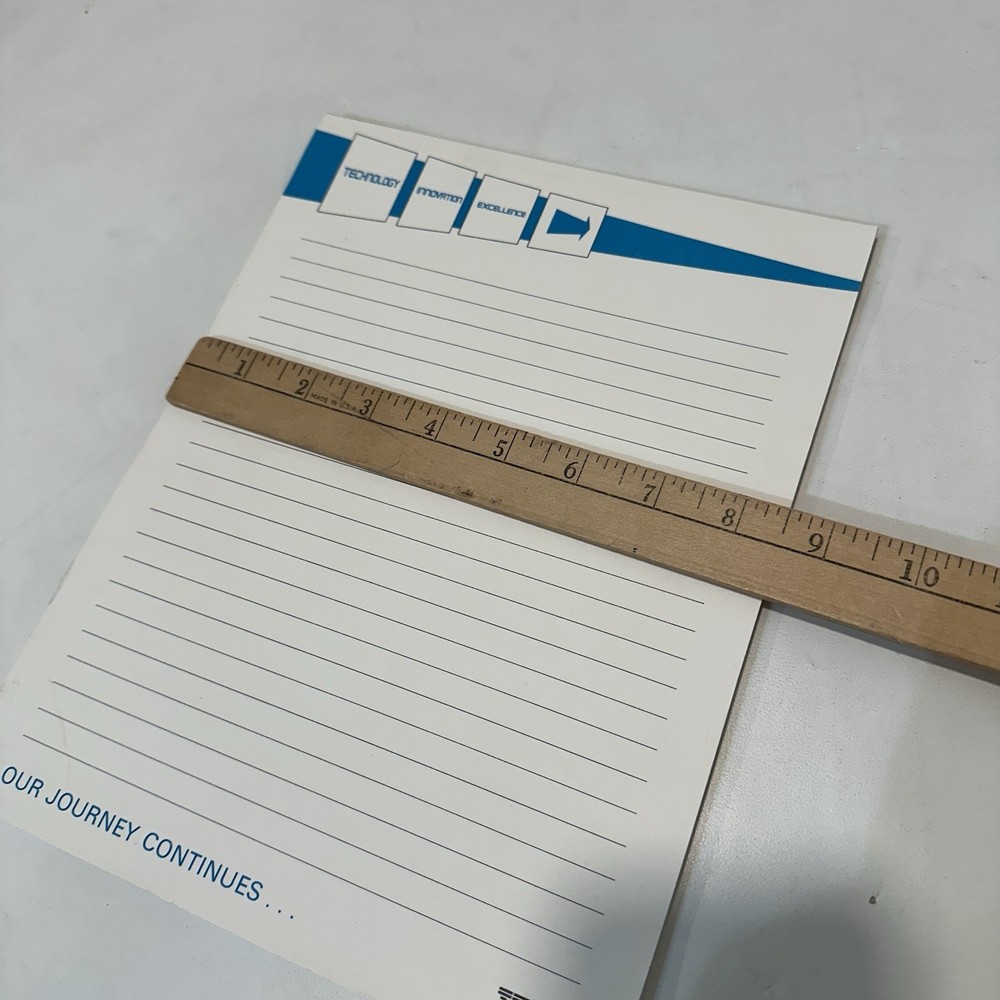 TECHNOLOGY
INNOVATION
EXCELLENCE
1 2 3 4 5 6 7 8 9 10
MADE IN U.S.A.
OUR JOURNEY CONTINUES . . .